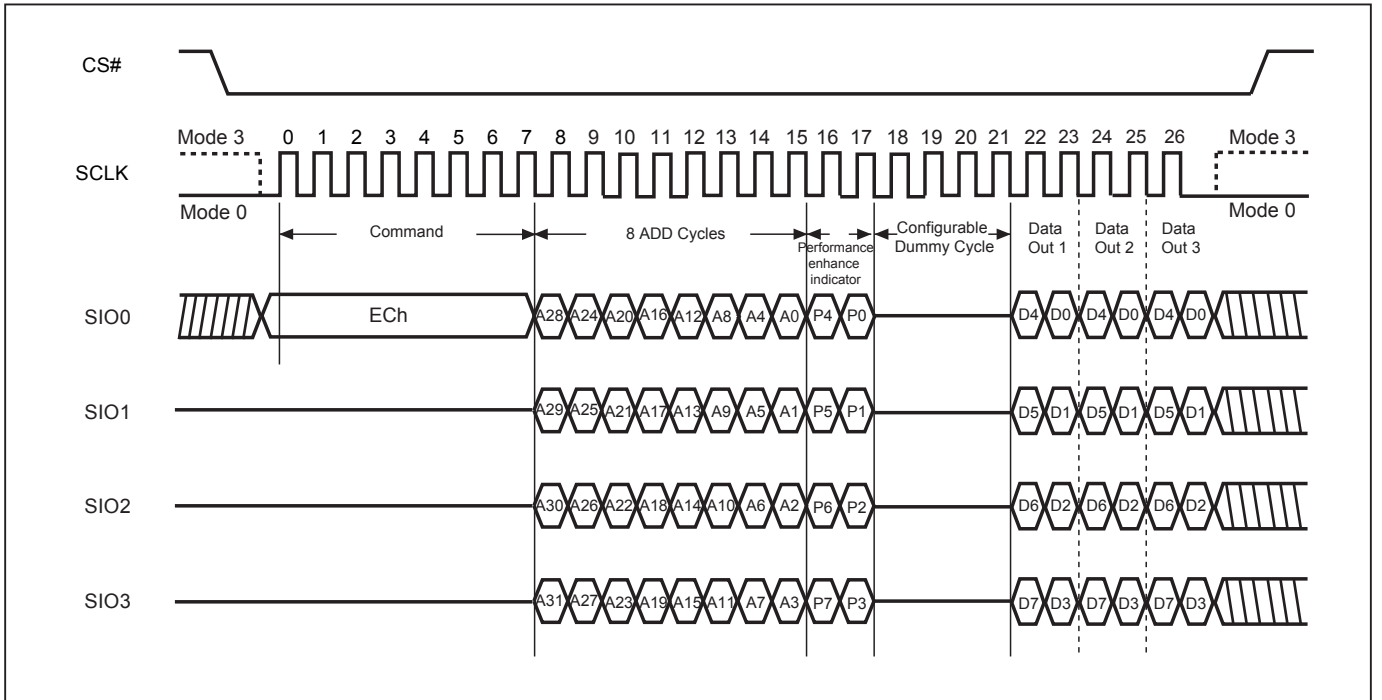 CS#
Mode 3 0 1 2 3 4 5 6 7 8 9 10 11 12 13 14 15 16 17 18 19 20 21 22 23 24 25 26 Mode 3
SCLK
Mode 0 Mode 0
Command 8 ADD Cycles Performance enhance indicator Configurable Dummy Cycle Data Out 1 Data Out 2 Data Out 3
SIO0 ECh A28 A24 A20 A16 A12 A8 A4 A0 P4 P0 D4 D0 D4 D0 D4 D0
SIO1 A29 A25 A21 A17 A13 A9 A5 A1 P5 P1 D5 D1 D5 D1 D5 D1
SIO2 A30 A26 A22 A18 A14 A10 A6 A2 P6 P2 D6 D2 D6 D2 D6 D2
SIO3 A31 A27 A23 A19 A15 A11 A7 A3 P7 P3 D7 D3 D7 D3 D7 D3